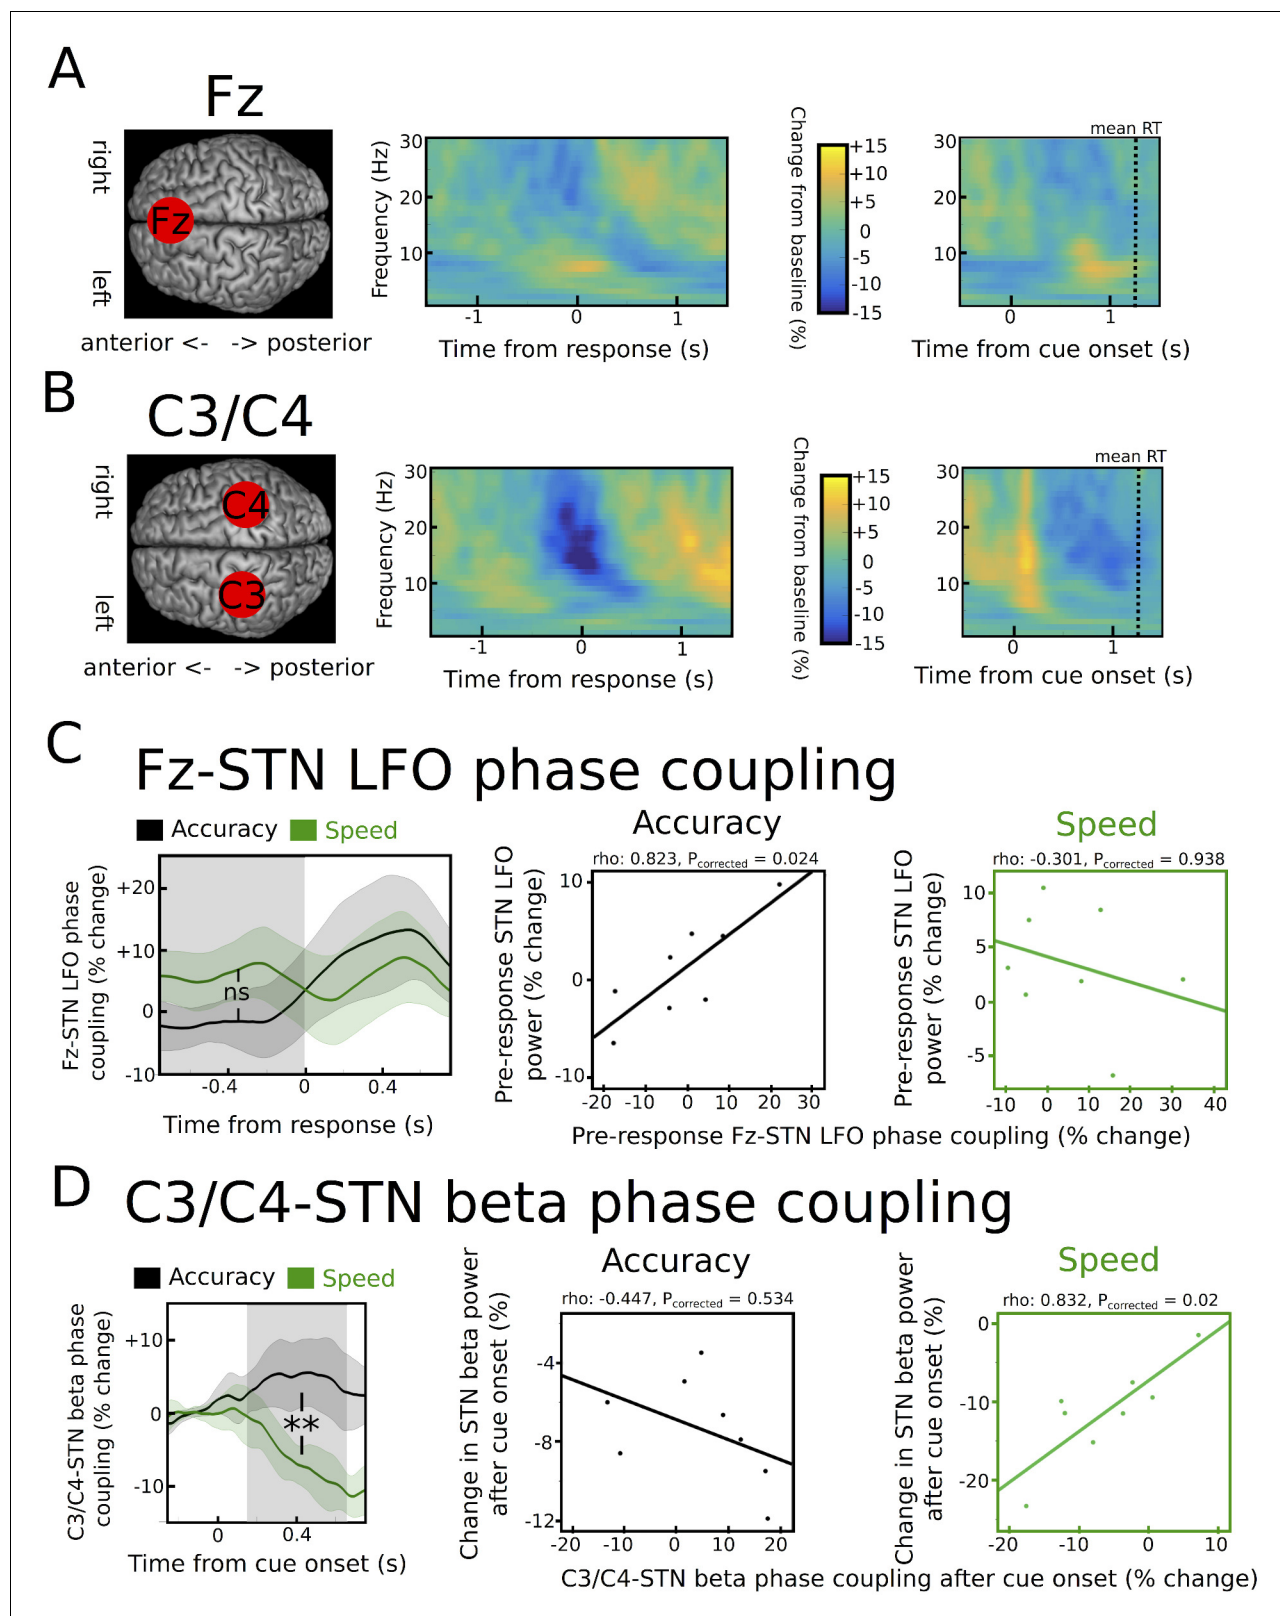 A
Fz
right
left
Fz
anterior <- -> posterior
Frequency (Hz)
30
20
10
-1 0 1
Time from response (s)
Change from baseline (%)
+15
+10
+5
0
-5
-10
-15
mean RT
30
20
10
0 1
Time from cue onset (s)
B
C3/C4
right
left
C4
C3
anterior <- -> posterior
Frequency (Hz)
30
20
10
-1 0 1
Time from response (s)
Change from baseline (%)
+15
+10
+5
0
-5
-10
-15
mean RT
30
20
10
0 1
Time from cue onset (s)
C
Fz-STN LFO phase coupling
Accuracy Speed
Fz-STN LFO phase
coupling (% change)
+20
+10
0
-10
ns
-0.4 0 0.4
Time from response (s)
Accuracy
rho: 0.823, Pcorrected = 0.024
Pre-response STN LFO
power (% change)
10
0
-10
-20 -10 0 10 20 30
Speed
rho: -0.301, Pcorrected = 0.938
Pre-response STN LFO
power (% change)
10
5
0
-5
-10 0 10 20 30 40
Pre-response Fz-STN LFO phase coupling (% change)
D
C3/C4-STN beta phase coupling
Accuracy Speed
C3/C4-STN beta phase
coupling (% change)
+10
0
-10
**
0 0.4
Time from cue onset (s)
Accuracy
rho: -0.447, Pcorrected = 0.534
Change in STN beta power
after cue onset (%)
-4
-8
-12
-20 -10 0 10 20
Speed
rho: 0.832, Pcorrected = 0.02
Change in STN beta power
after cue onset (%)
0
-10
-20
-20 -10 0 10
C3/C4-STN beta phase coupling after cue onset (% change)